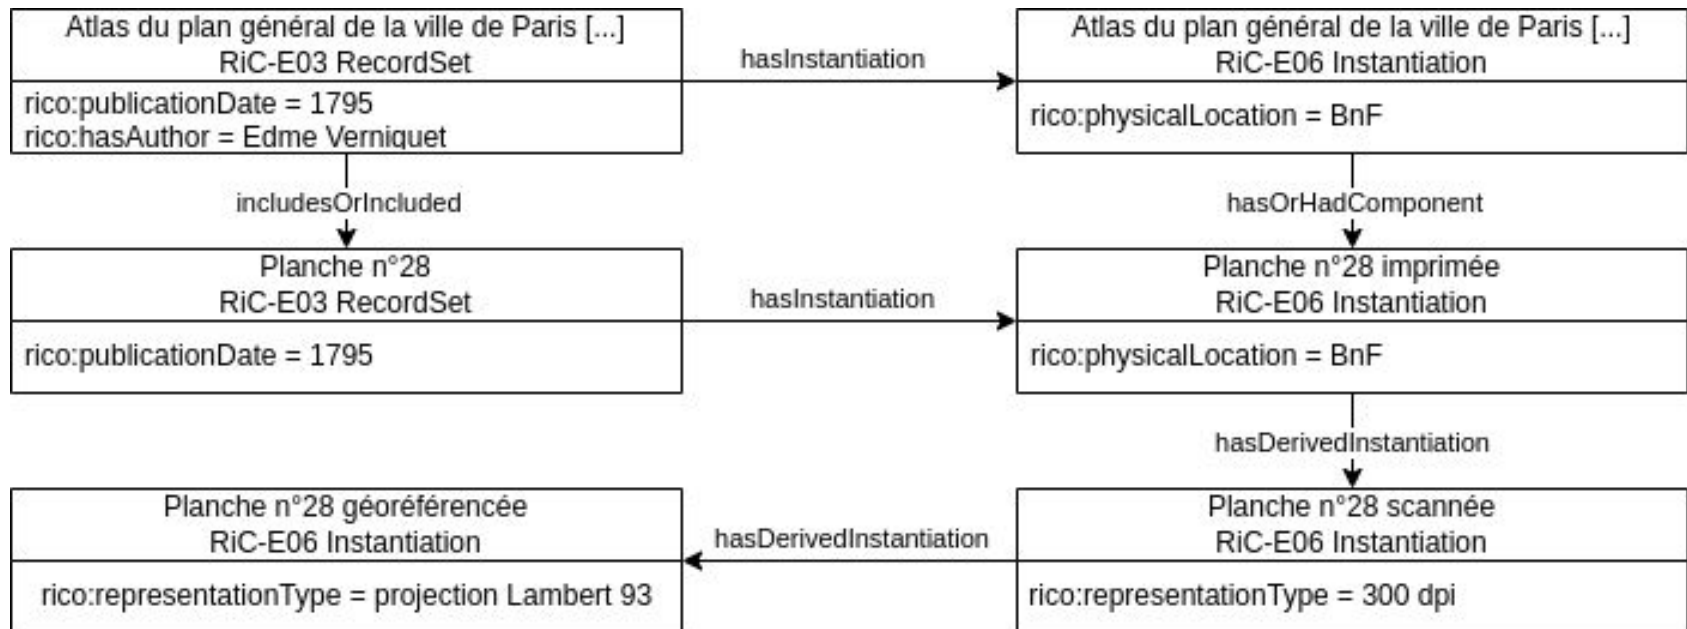 Atlas du plan général de la ville de Paris [...]
RiC-E03 RecordSet
rico:publicationDate = 1795
rico:hasAuthor = Edme Verniquet
hasInstantiation
Atlas du plan général de la ville de Paris [...]
RiC-E06 Instantiation
rico:physicalLocation = BnF
includesOrIncluded
hasOrHadComponent
Planche n°28
RiC-E03 RecordSet
rico:publicationDate = 1795
hasInstantiation
Planche n°28 imprimée
RiC-E06 Instantiation
rico:physicalLocation = BnF
hasDerivedInstantiation
Planche n°28 géoréférencée
RiC-E06 Instantiation
rico:representationType = projection Lambert 93
hasDerivedInstantiation
Planche n°28 scannée
RiC-E06 Instantiation
rico:representationType = 300 dpi